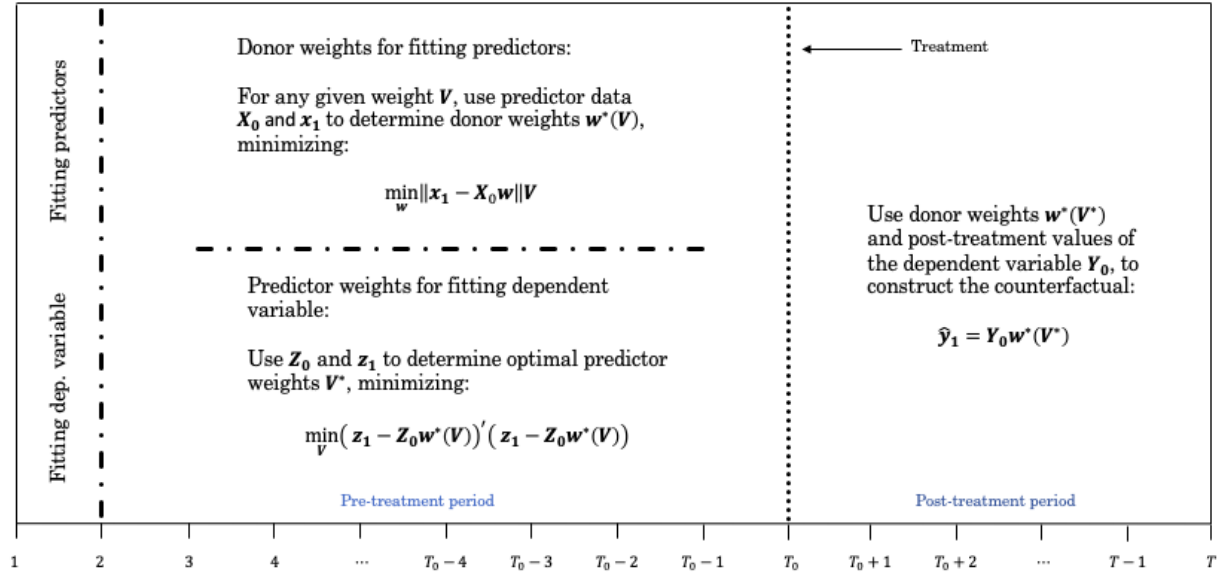 Fitting predictors
Fitting dep. variable
Donor weights for fitting predictors:
For any given weight V, use predictor data
X₀ and x₁ to determine donor weights w*(V),
minimizing:
min‖x₁ − X₀w‖V
w
Predictor weights for fitting dependent
variable:
Use Z₀ and z₁ to determine optimal predictor
weights V*, minimizing:
min(z₁ − Z₀w*(V))′(z₁ − Z₀w*(V))
V
Pre-treatment period
Treatment
Use donor weights w*(V*)
and post-treatment values of
the dependent variable Y₀, to
construct the counterfactual:
ŷ₁ = Y₀w*(V*)
Post-treatment period
1 2 3 4 ... T₀ − 4 T₀ − 3 T₀ − 2 T₀ − 1 T₀ T₀ + 1 T₀ + 2 ... T − 1 T